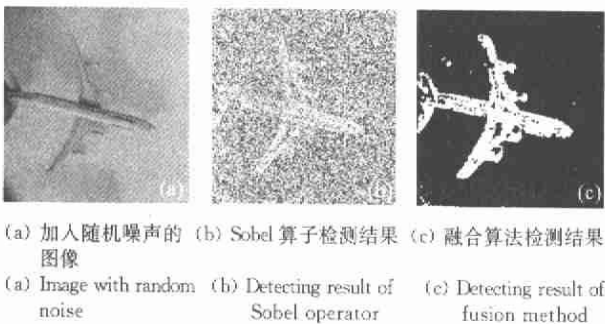 (a) (b) (c)
(a) 加入随机噪声的 (b) Sobel 算子检测结果 (c) 融合算法检测结果
图像
(a) Image with random (b) Detecting result of (c) Detecting result of
noise Sobel operator fusion method